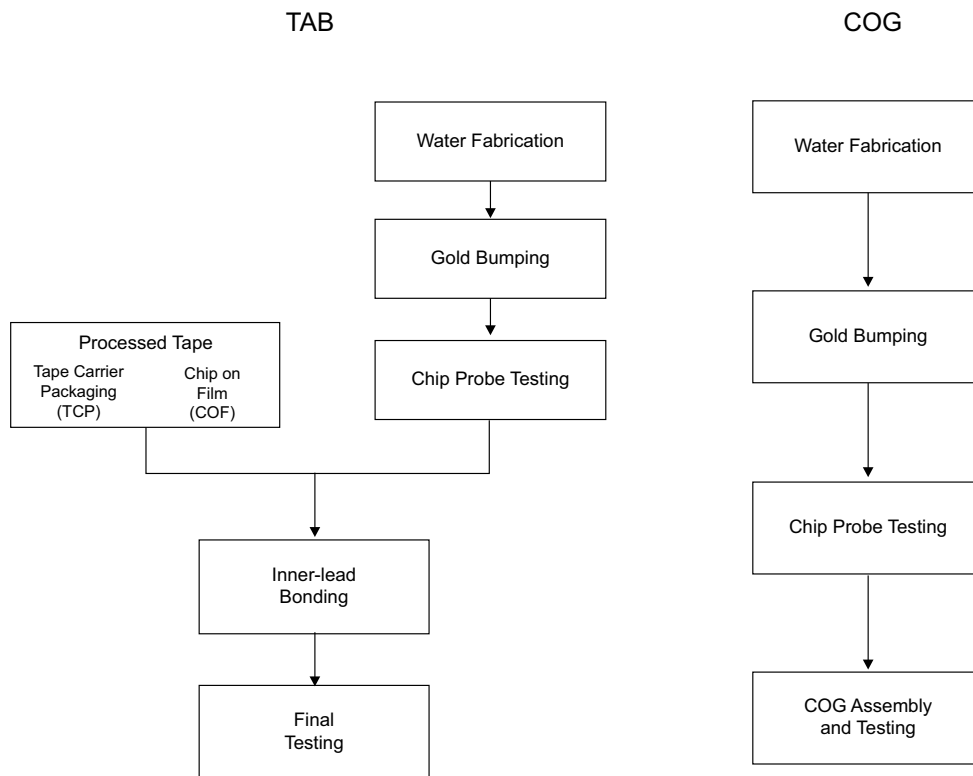 TAB
Water Fabrication
Gold Bumping
Processed Tape
Tape Carrier
Packaging
(TCP)
Chip on
Film
(COF)
Chip Probe Testing
Inner-lead
Bonding
Final
Testing
COG
Water Fabrication
Gold Bumping
Chip Probe Testing
COG Assembly
and Testing